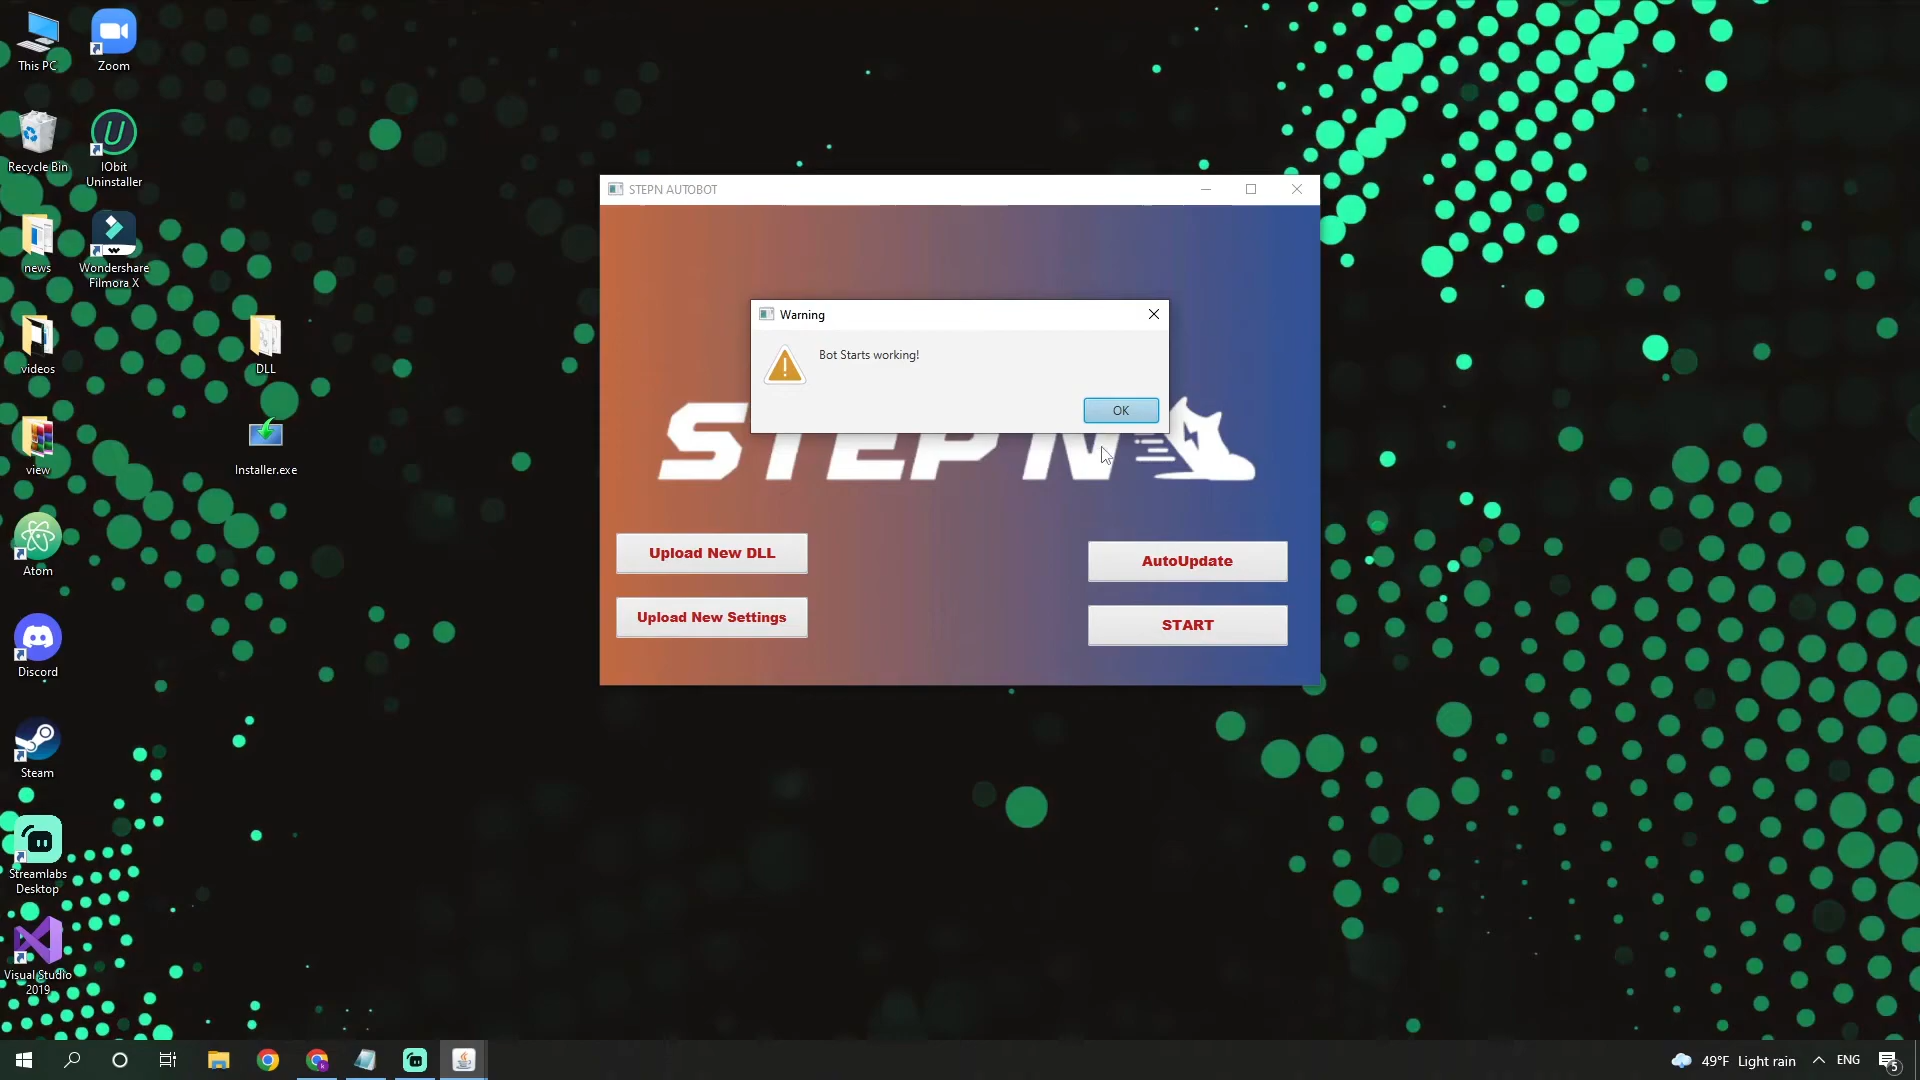 This PC
Zoom
Recycle Bin
IObit
Uninstaller
news
Wondershare
Filmora X
videos
DLL
view
Installer.exe
Atom
Discord
Steam
Streamlabs
Desktop
Visual Studio
2019
STEPN AUTOBOT
Warning
Bot Starts working!
OK
STEPN
Upload New DLL
AutoUpdate
Upload New Settings
START
49°F Light rain
ENG
5